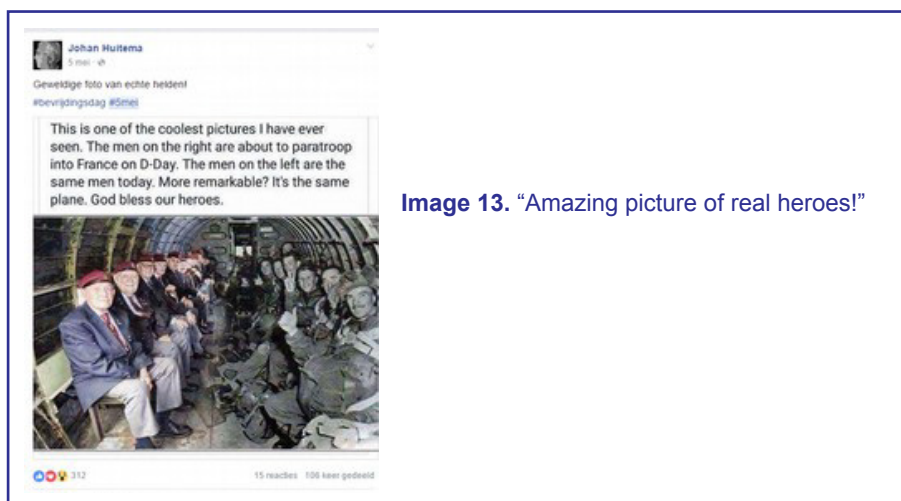 Johan Huitema
5 mei
Geweldige foto van echte helden!
#bevrijdingsdag #5mei
This is one of the coolest pictures I have ever
seen. The men on the right are about to paratroop
into France on D-Day. The men on the left are the
same men today. More remarkable? It's the same
plane. God bless our heroes.
Image 13. “Amazing picture of real heroes!”
312
15 reacties 106 keer gedeeld